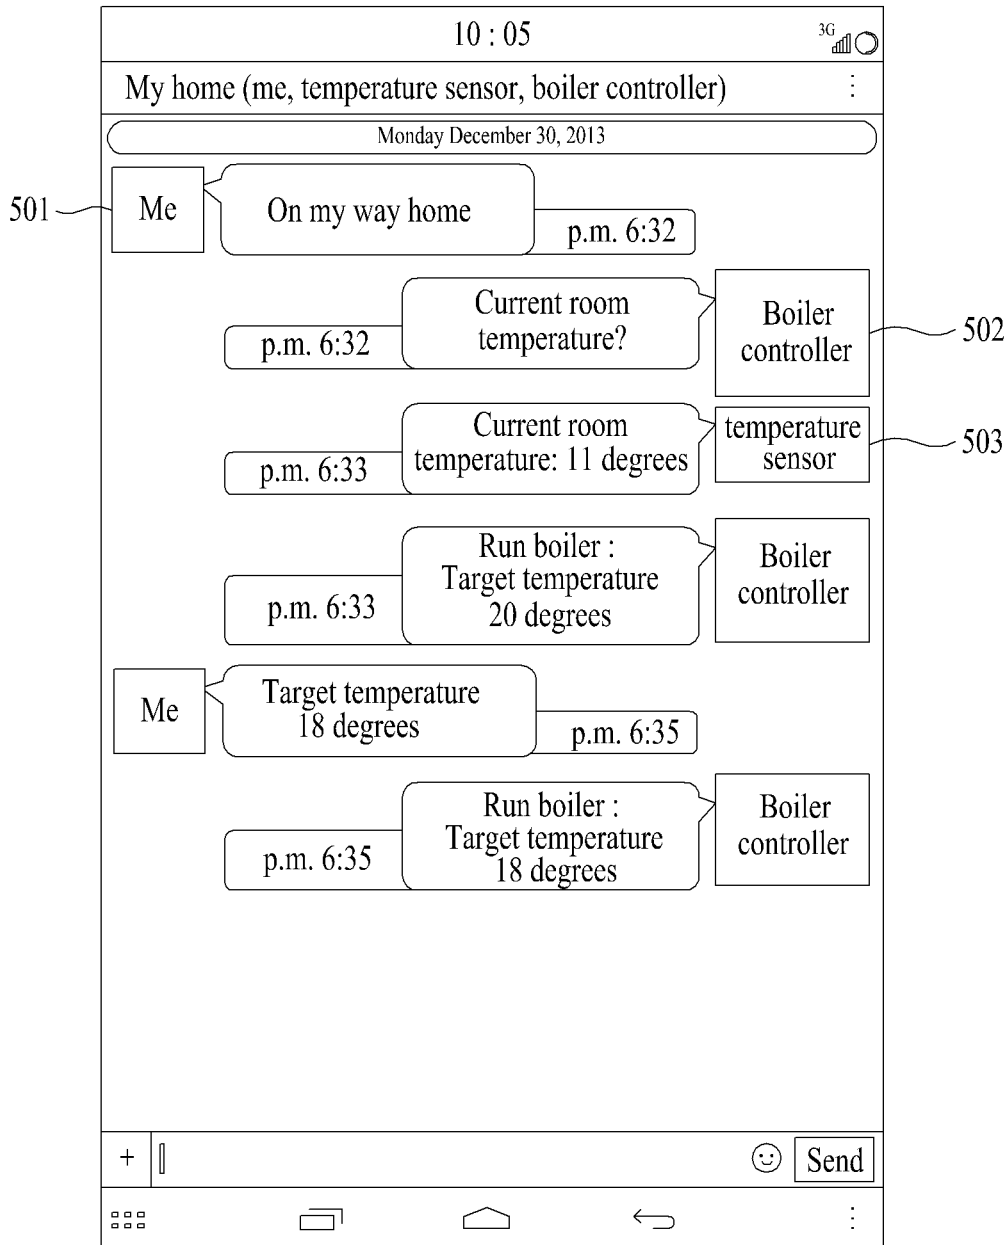 10 : 05
3G
My home (me, temperature sensor, boiler controller)
Monday December 30, 2013
501
Me
On my way home
p.m. 6:32
Current room
temperature?
p.m. 6:32
Boiler
controller
502
Current room
temperature: 11 degrees
p.m. 6:33
temperature
sensor
503
Run boiler :
Target temperature
20 degrees
p.m. 6:33
Boiler
controller
Me
Target temperature
18 degrees
p.m. 6:35
Run boiler :
Target temperature
18 degrees
p.m. 6:35
Boiler
controller
+
Send